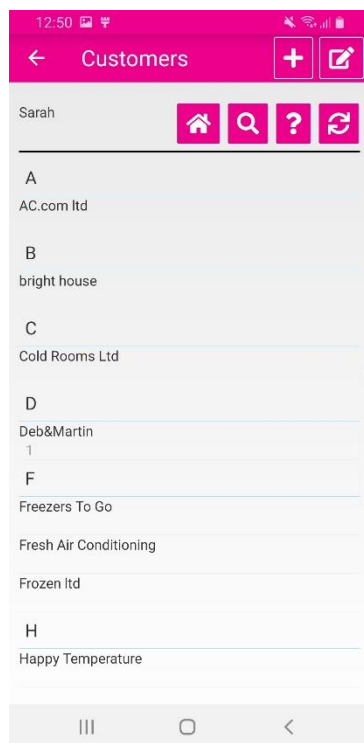 12:50
Customers
Sarah
?
A
AC.com ltd
B
bright house
C
Cold Rooms Ltd
D
Deb&Martin
1
F
Freezers To Go
Fresh Air Conditioning
Frozen ltd
H
Happy Temperature